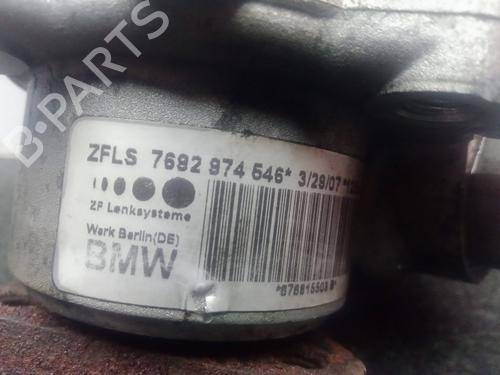 B-PARTS
ZFLS 7692 974 546* 3/29/07
ZF Lenksysteme
Werk Berlin(DE)
BMW